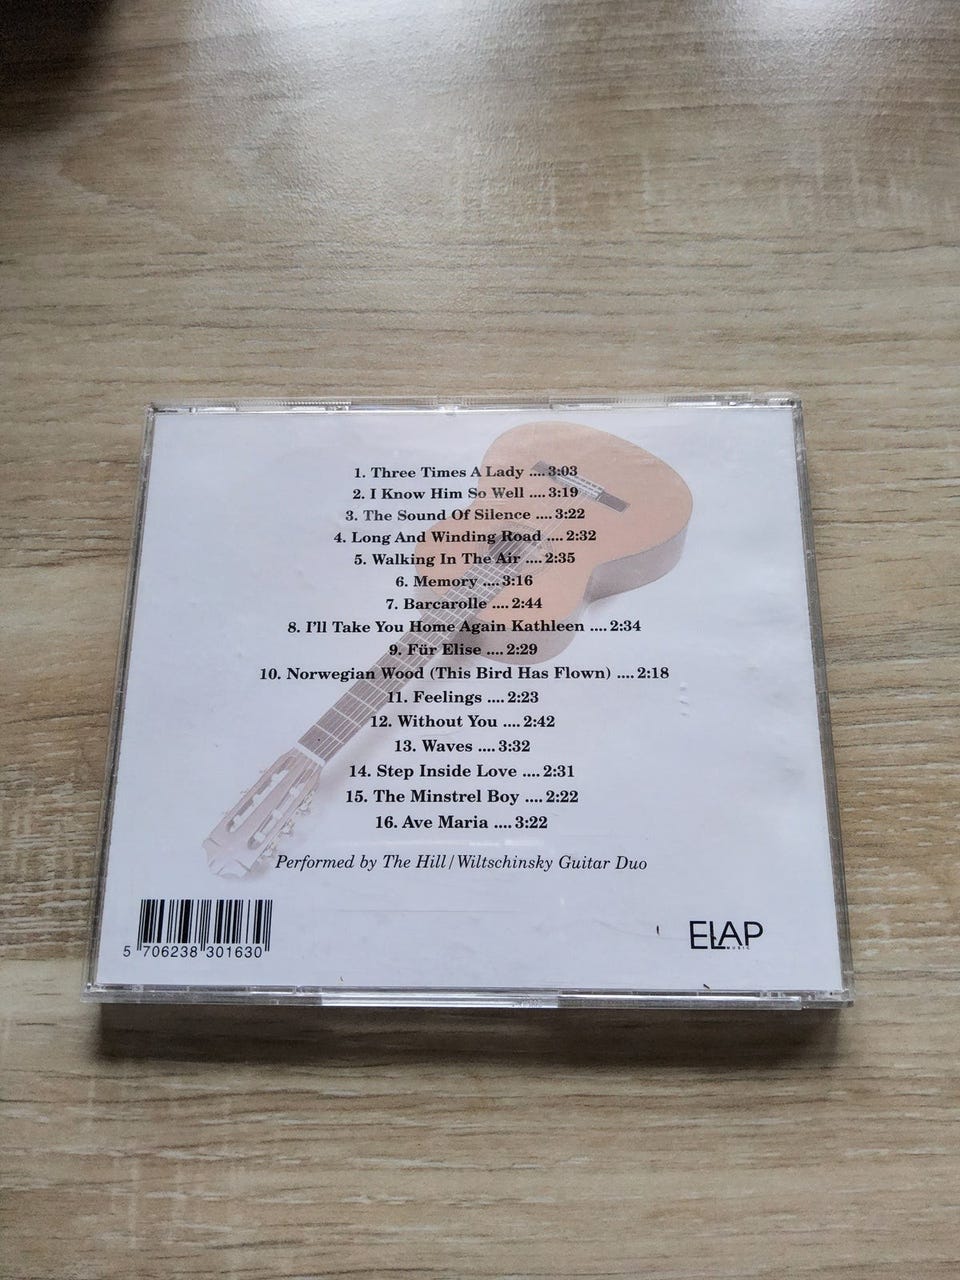 1. Three Times A Lady .... 3:03
2. I Know Him So Well .... 3:19
3. The Sound Of Silence .... 3:22
4. Long And Winding Road .... 2:32
5. Walking In The Air .... 2:35
6. Memory .... 3:16
7. Barcarolle .... 2:44
8. I'll Take You Home Again Kathleen .... 2:34
9. Für Elise .... 2:29
10. Norwegian Wood (This Bird Has Flown) .... 2:18
11. Feelings .... 2:23
12. Without You .... 2:42
13. Waves .... 3:32
14. Step Inside Love .... 2:31
15. The Minstrel Boy .... 2:22
16. Ave Maria .... 3:22
Performed by The Hill/Wiltschinsky Guitar Duo
5 706238 301630
ELAP
MUSIC